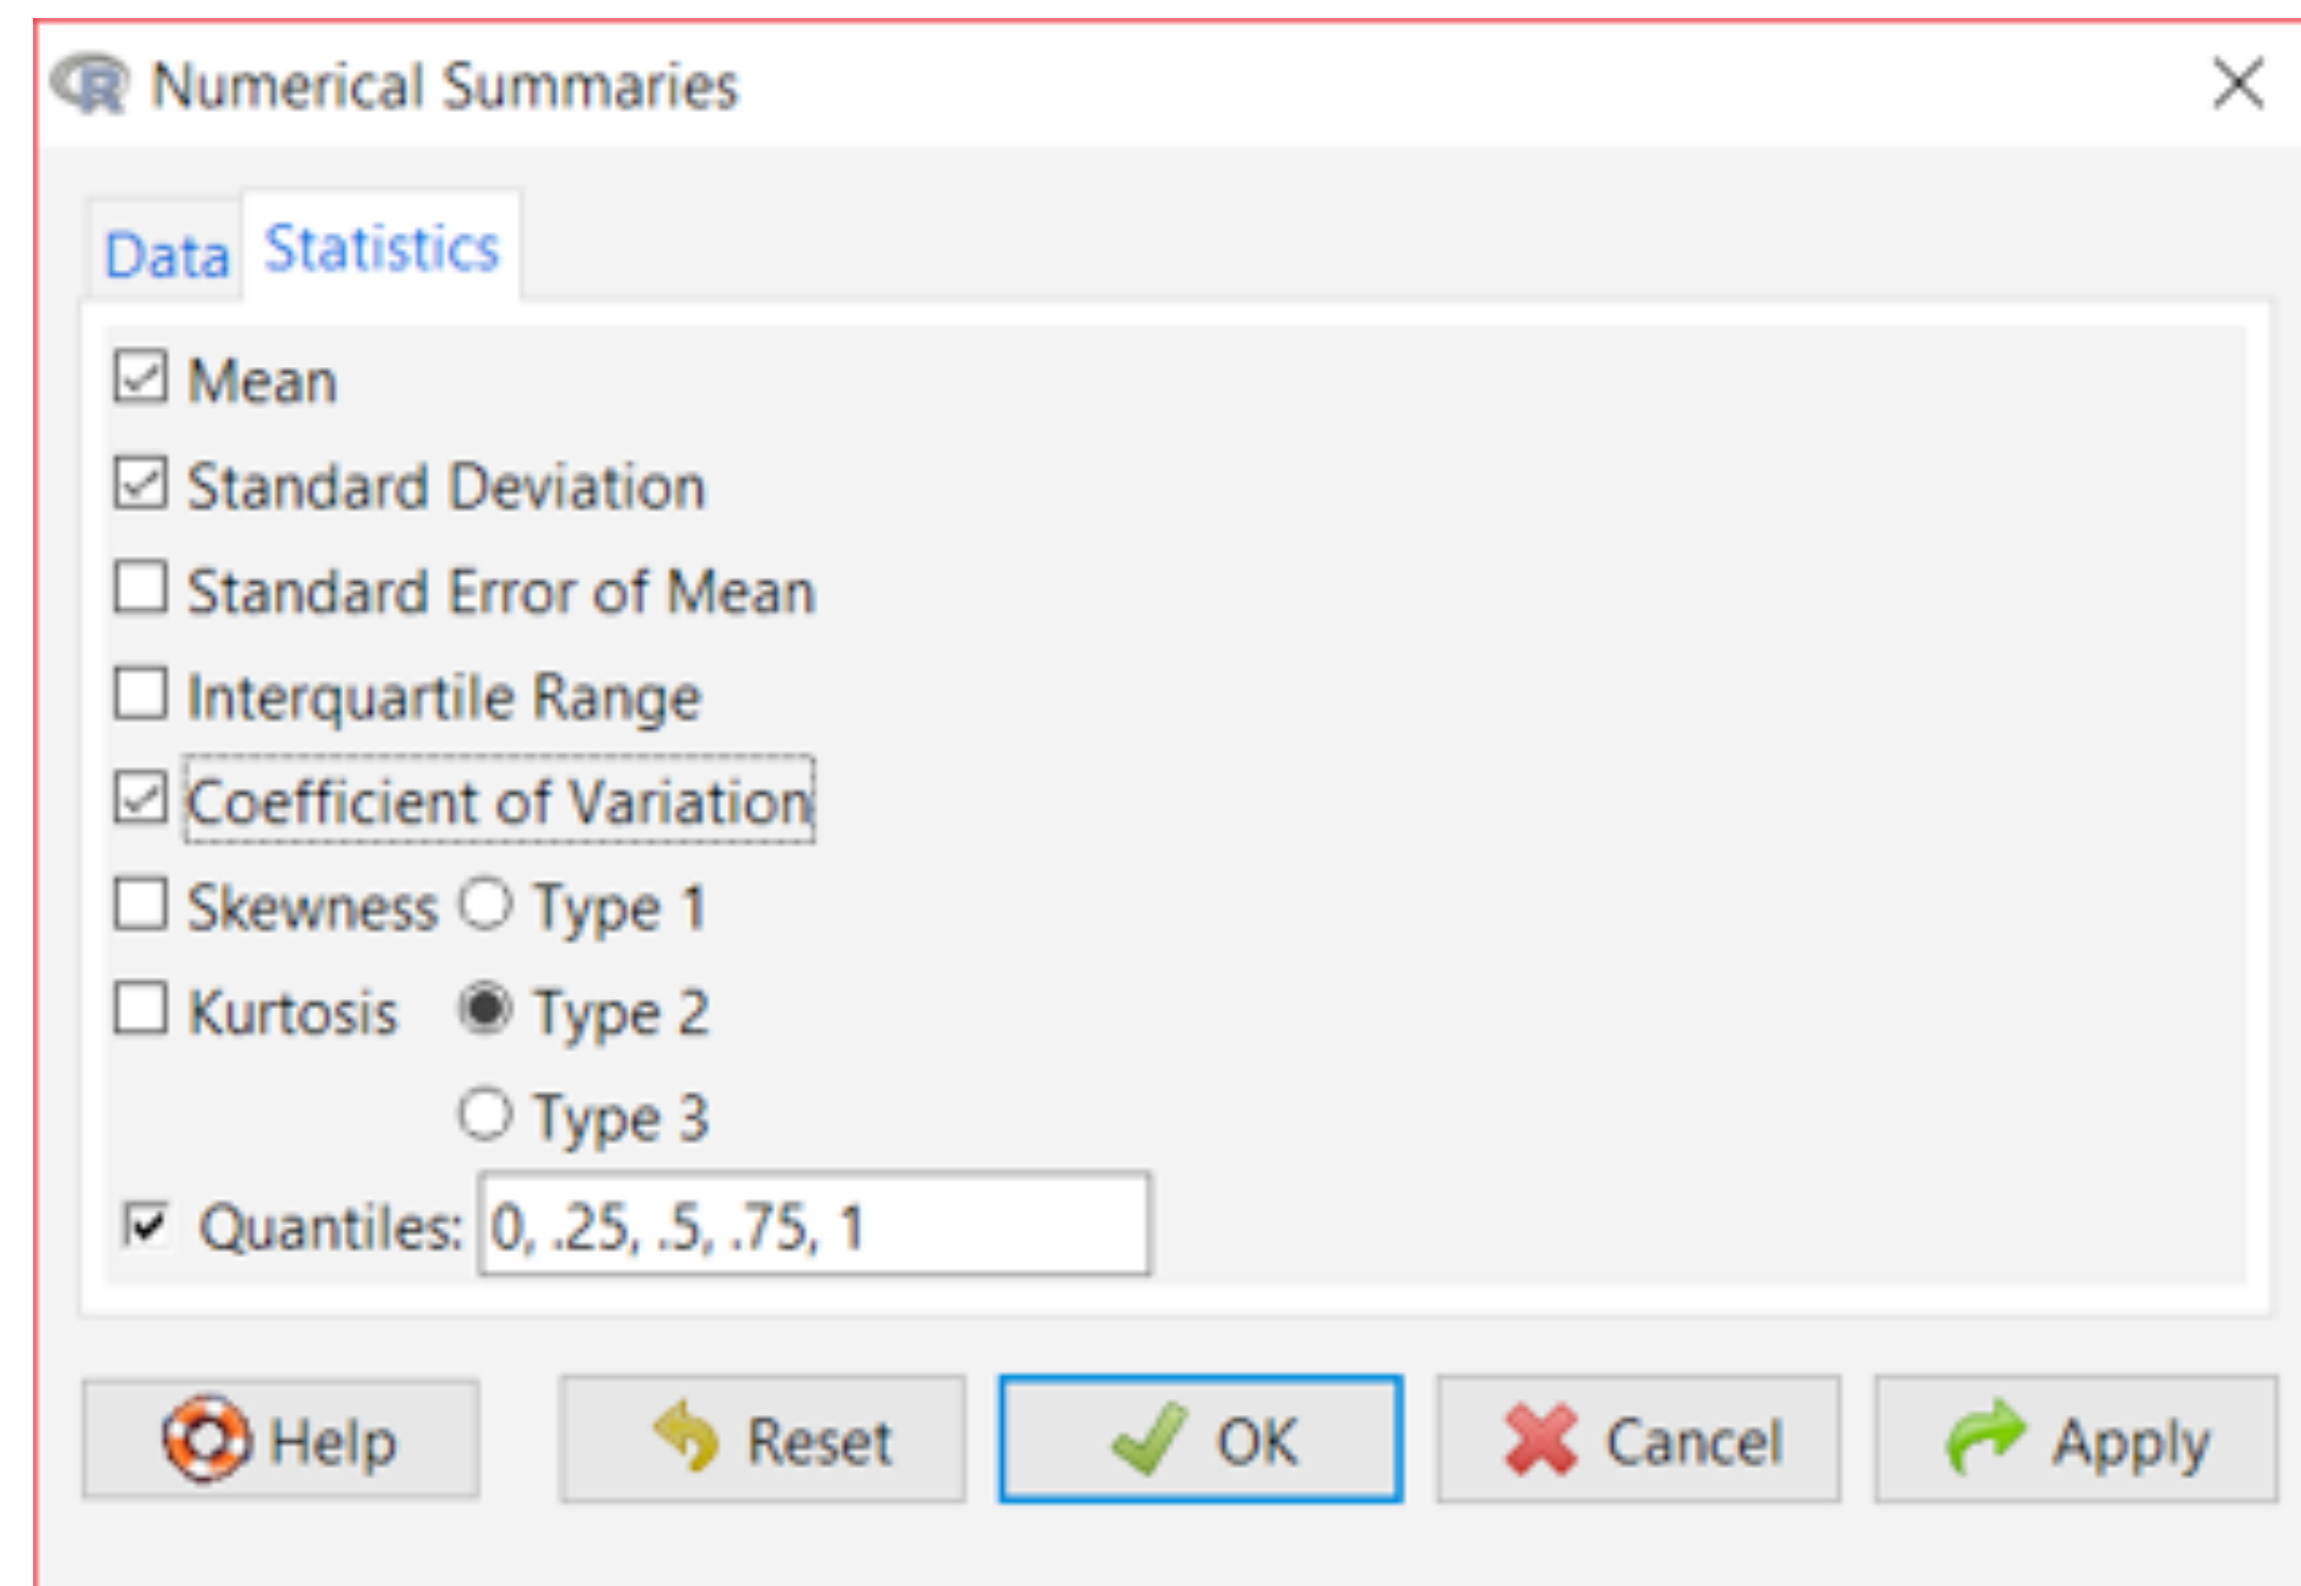 R Numerical Summaries
Data Statistics
Mean
Standard Deviation
Standard Error of Mean
Interquartile Range
Coefficient of Variation
Skewness Type 1
Kurtosis Type 2
Type 3
Quantiles: 0, .25, .5, .75, 1
Help Reset OK Cancel Apply